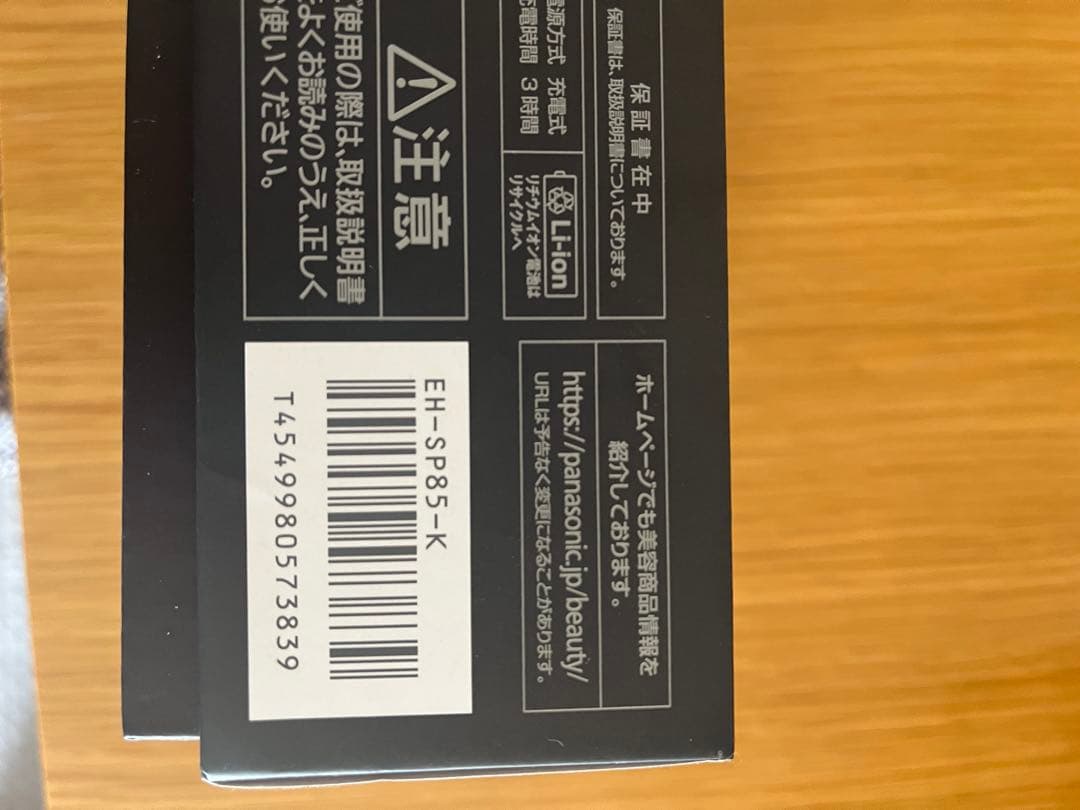 保証書在中
保証書は、取扱説明書についております。
電源方式 充電式
充電時間 3時間
Li-ion
リチウムイオン電池は
リサイクルへ
注意
使用の際は、取扱説明書
よくお読みのうえ、正しく
お使いください。
ホームページでも美容商品情報を
紹介しております。
https://panasonic.jp/beauty/
URLは予告なく変更になることがあります。
EH-SP85-K
T4549980573839